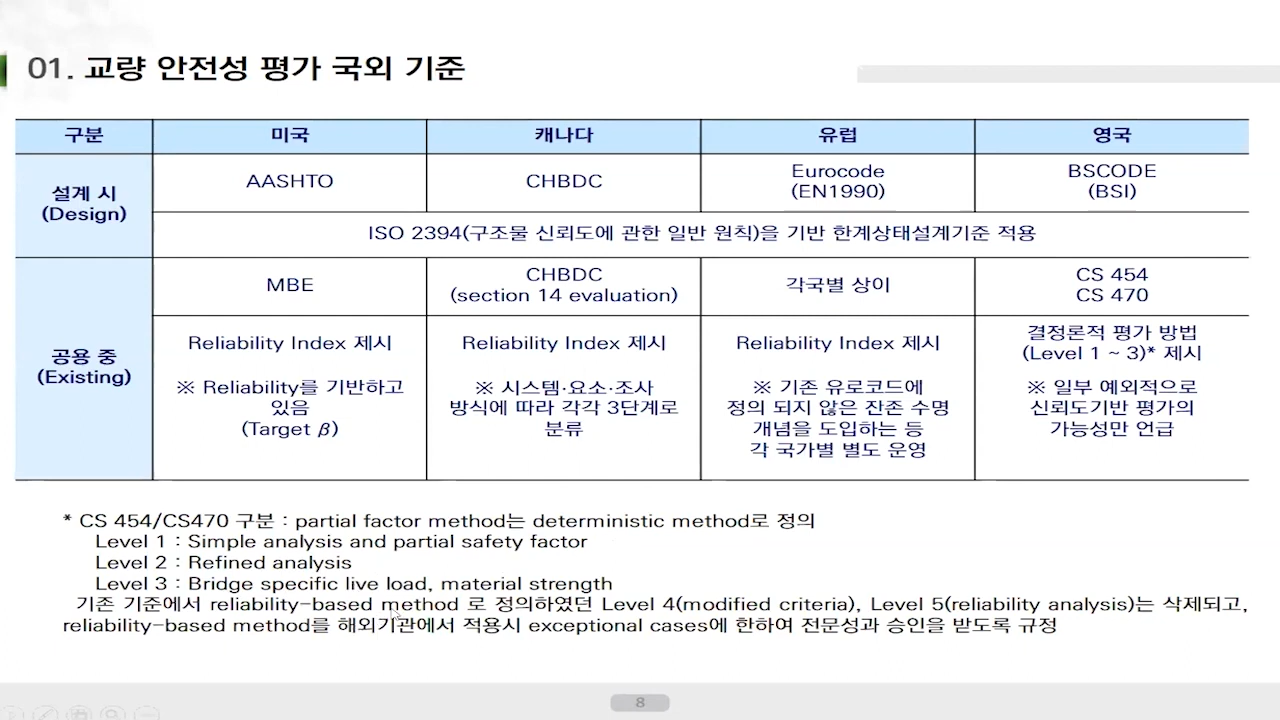 01. 교량 안전성 평가 국외 기준
구분 미국 캐나다 유럽 영국
설계 시
(Design)
AASHTO
CHBDC
Eurocode
(EN1990)
BSCODE
(BSI)
ISO 2394(구조물 신뢰도에 관한 일반 원칙)을 기반 한계상태설계기준 적용
공용 중
(Existing)
MBE
CHBDC
(section 14 evaluation)
각국별 상이
CS 454
CS 470
Reliability Index 제시
※ Reliability를 기반하고
있음
(Target β)
Reliability Index 제시
※ 시스템·요소·조사
방식에 따라 각각 3단계로
분류
Reliability Index 제시
※ 기존 유로코드에
정의 되지 않은 잔존 수명
개념을 도입하는 등
각 국가별 별도 운영
결정론적 평가 방법
(Level 1 ~ 3)* 제시
※ 일부 예외적으로
신뢰도기반 평가의
가능성만 언급
* CS 454/CS470 구분 : partial factor method는 deterministic method로 정의
Level 1 : Simple analysis and partial safety factor
Level 2 : Refined analysis
Level 3 : Bridge specific live load, material strength
기존 기준에서 reliability-based method 로 정의하였던 Level 4(modified criteria), Level 5(reliability analysis)는 삭제되고,
reliability-based method를 해외기관에서 적용시 exceptional cases에 한하여 전문성과 승인을 받도록 규정
8